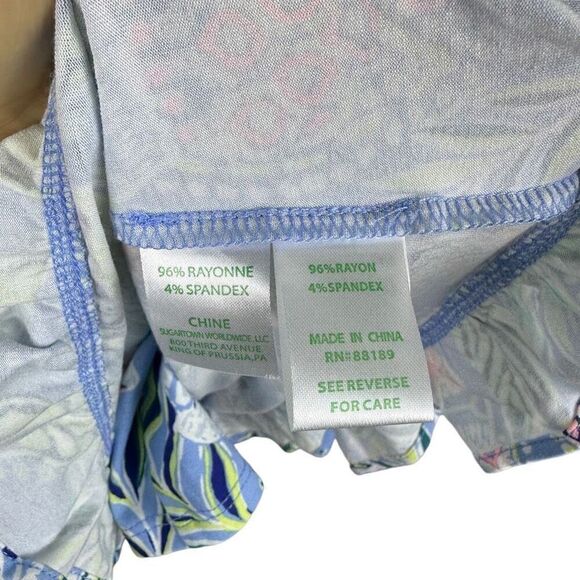 96% RAYONNE
4% SPANDEX
CHINE
SUGARTOWN WORLDWIDE, LLC
800 THIRD AVENUE
KING OF PRUSSIA, PA
96% RAYON
4% SPANDEX
MADE IN CHINA
RN#88189
SEE REVERSE
FOR CARE